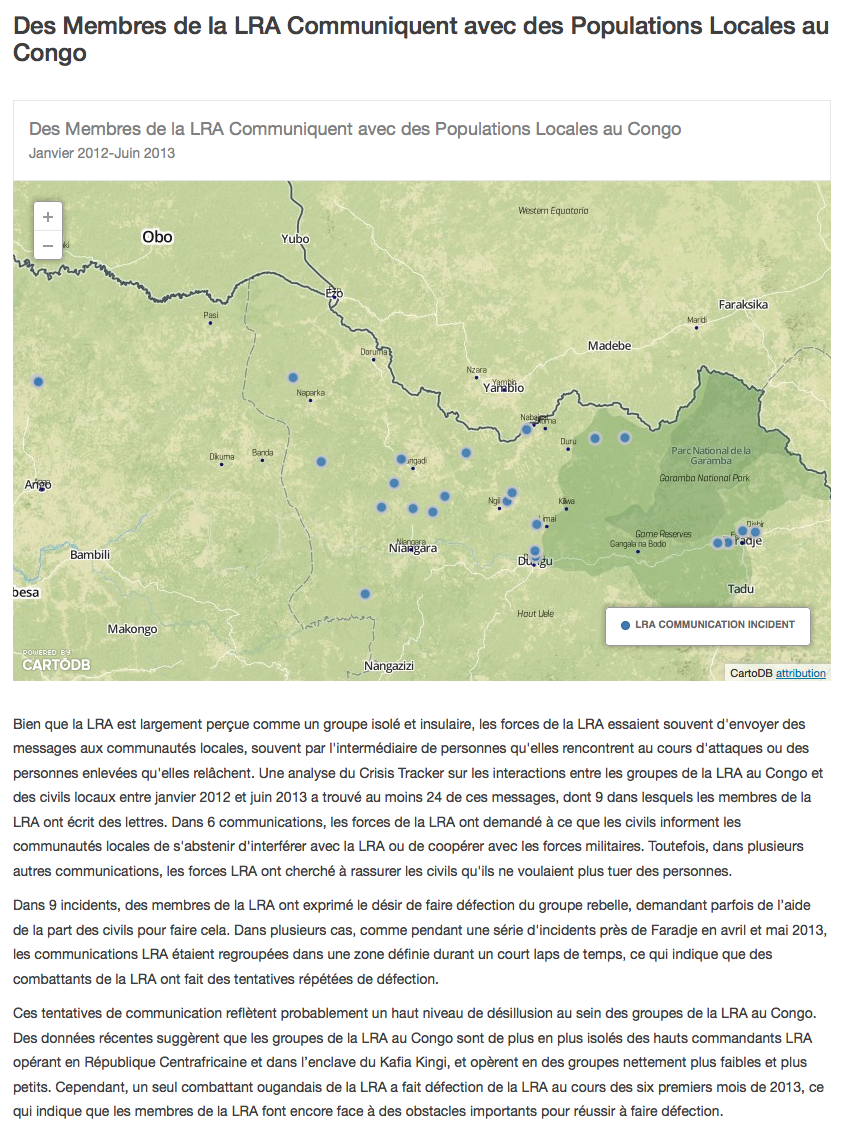 Des Membres de la LRA Communiquent avec des Populations Locales au
Congo
Des Membres de la LRA Communiquent avec des Populations Locales au Congo
Janvier 2012-Juin 2013
+
−
Western Equatoria
Obo
Yubo
Ezo
Faraksika
Pasi
Maridi
Madebe
Doruma
Nzara
Yambio
Yambio
Naparka
Duru
Parc National de la
Garamba
Banda
Dikuma
Garamba National Park
Ango
Kiliwa
Limai
Game Reserves
Niangara
Niangara
Gangala na Bodio
Bambili
Dungu
Tadu
Haut Uele
Makongo
LRA COMMUNICATION INCIDENT
POWERED BY
CARTODB
Nangazizi
CartoDB attribution
Bien que la LRA est largement perçue comme un groupe isolé et insulaire, les forces de la LRA essaient souvent d'envoyer des
messages aux communautés locales, souvent par l'intermédiaire de personnes qu'elles rencontrent au cours d'attaques ou des
personnes enlevées qu'elles relâchent. Une analyse du Crisis Tracker sur les interactions entre les groupes de la LRA au Congo et
des civils locaux entre janvier 2012 et juin 2013 a trouvé au moins 24 de ces messages, dont 9 dans lesquels les membres de la
LRA ont écrit des lettres. Dans 6 communications, les forces de la LRA ont demandé à ce que les civils informent les
communautés locales de s'abstenir d'interférer avec la LRA ou de coopérer avec les forces militaires. Toutefois, dans plusieurs
autres communications, les forces LRA ont cherché à rassurer les civils qu'ils ne voulaient plus tuer des personnes.
Dans 9 incidents, des membres de la LRA ont exprimé le désir de faire défection du groupe rebelle, demandant parfois de l'aide
de la part des civils pour faire cela. Dans plusieurs cas, comme pendant une série d'incidents près de Faradje en avril et mai 2013,
les communications LRA étaient regroupées dans une zone définie durant un court laps de temps, ce qui indique que des
combattants de la LRA ont fait des tentatives répétées de défection.
Ces tentatives de communication reflètent probablement un haut niveau de désillusion au sein des groupes de la LRA au Congo.
Des données récentes suggèrent que les groupes de la LRA au Congo sont de plus en plus isolés des hauts commandants LRA
opérant en République Centrafricaine et dans l'enclave du Kafia Kingi, et opèrent en des groupes nettement plus faibles et plus
petits. Cependant, un seul combattant ougandais de la LRA a fait défection de la LRA au cours des six premiers mois de 2013, ce
qui indique que les membres de la LRA font encore face à des obstacles importants pour réussir à faire défection.